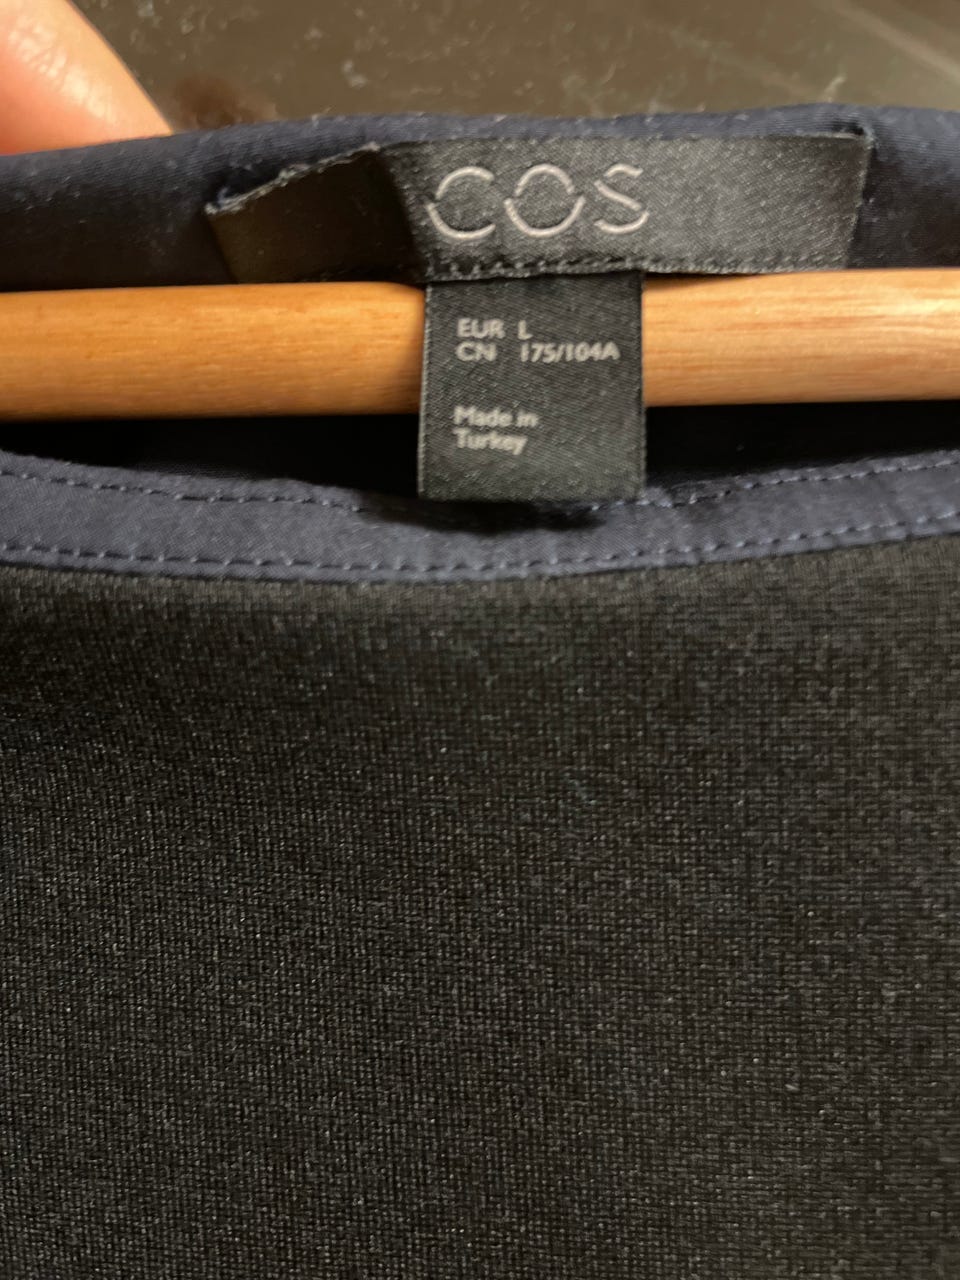 COS
EUR L
CN 175/104A
Made in
Turkey